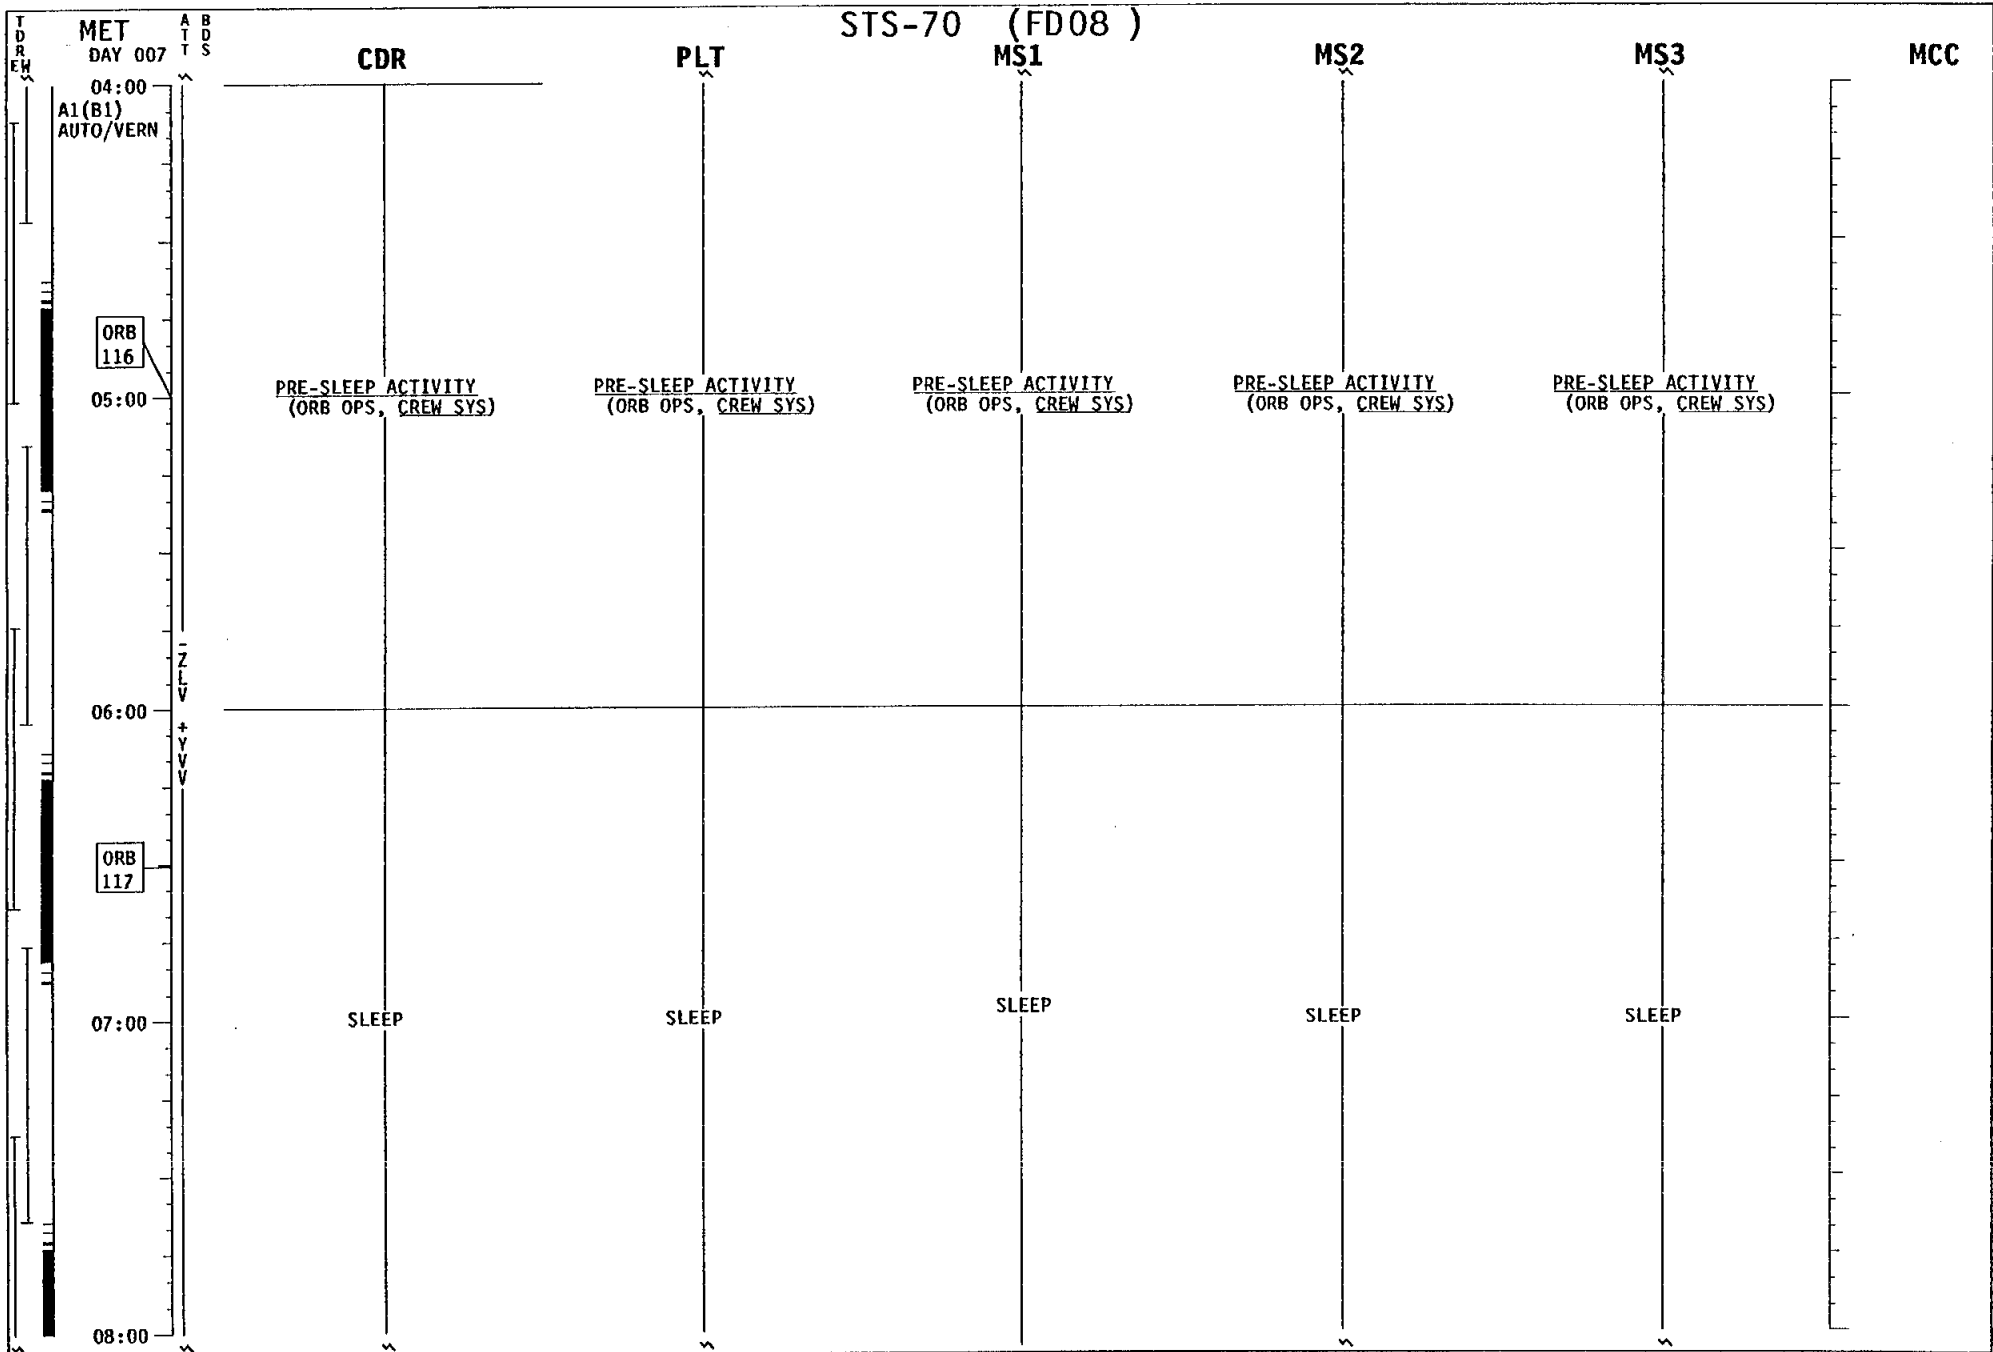 STS-70 (FD08 )
TDRW
E W
MET
DAY 007
ATT
BDS
CDR
PLT
MS1
MS2
MS3
MCC
04:00
A1(B1)
AUTO/VERN
ORB
116
05:00
PRE-SLEEP ACTIVITY
(ORB OPS, CREW SYS)
PRE-SLEEP ACTIVITY
(ORB OPS, CREW SYS)
PRE-SLEEP ACTIVITY
(ORB OPS, CREW SYS)
PRE-SLEEP ACTIVITY
(ORB OPS, CREW SYS)
PRE-SLEEP ACTIVITY
(ORB OPS, CREW SYS)
-ZLV +YVV
06:00
ORB
117
07:00
SLEEP
SLEEP
SLEEP
SLEEP
SLEEP
08:00